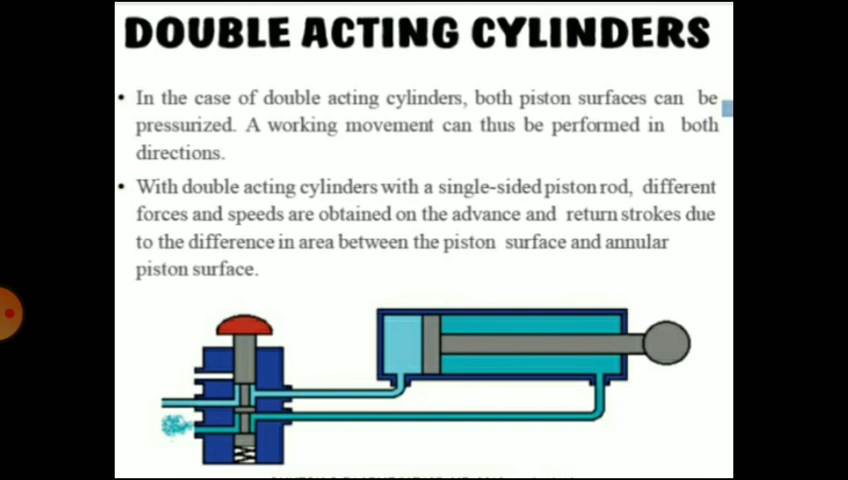 DOUBLE ACTING CYLINDERS
• In the case of double acting cylinders, both piston surfaces can be
pressurized. A working movement can thus be performed in both
directions.
• With double acting cylinders with a single-sided piston rod, different
forces and speeds are obtained on the advance and return strokes due
to the difference in area between the piston surface and annular
piston surface.